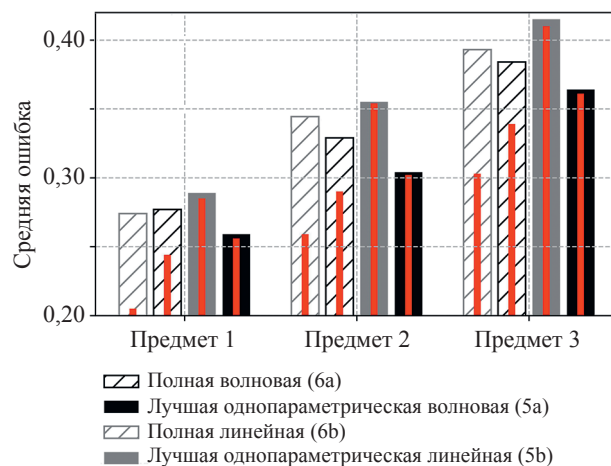 0,40
0,30
0,20
Средняя ошибка
Предмет 1
Предмет 2
Предмет 3
Полная волновая (6a)
Лучшая однопараметрическая волновая (5a)
Полная линейная (6b)
Лучшая однопараметрическая линейная (5b)